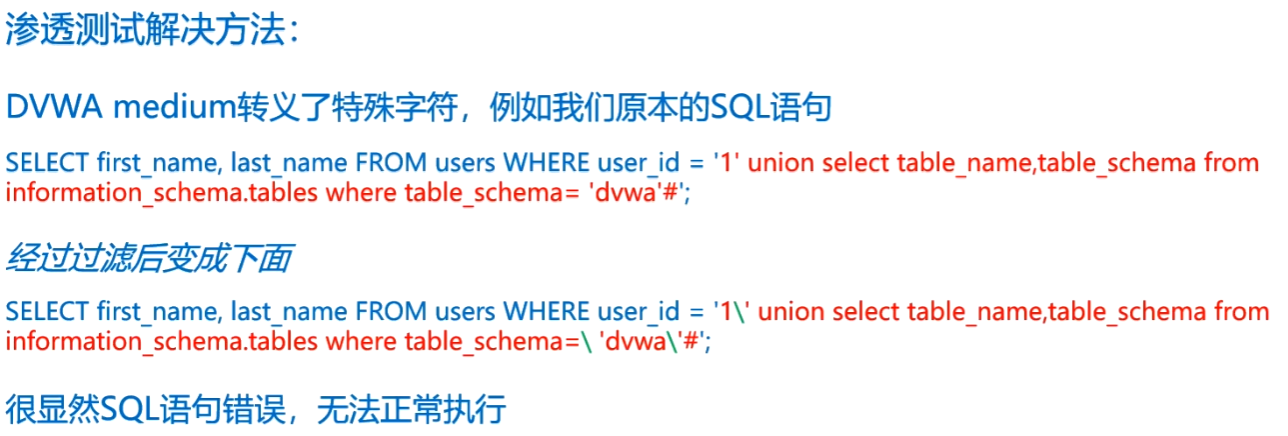 渗透测试解决方法：
DVWA medium转义了特殊字符，例如我们原本的SQL语句
SELECT first_name, last_name FROM users WHERE user_id = '1' union select table_name,table_schema from
information_schema.tables where table_schema= 'dvwa'#';
经过过滤后变成下面
SELECT first_name, last_name FROM users WHERE user_id = '1\' union select table_name,table_schema from
information_schema.tables where table_schema=\ 'dvwa\'#';
很显然SQL语句错误，无法正常执行